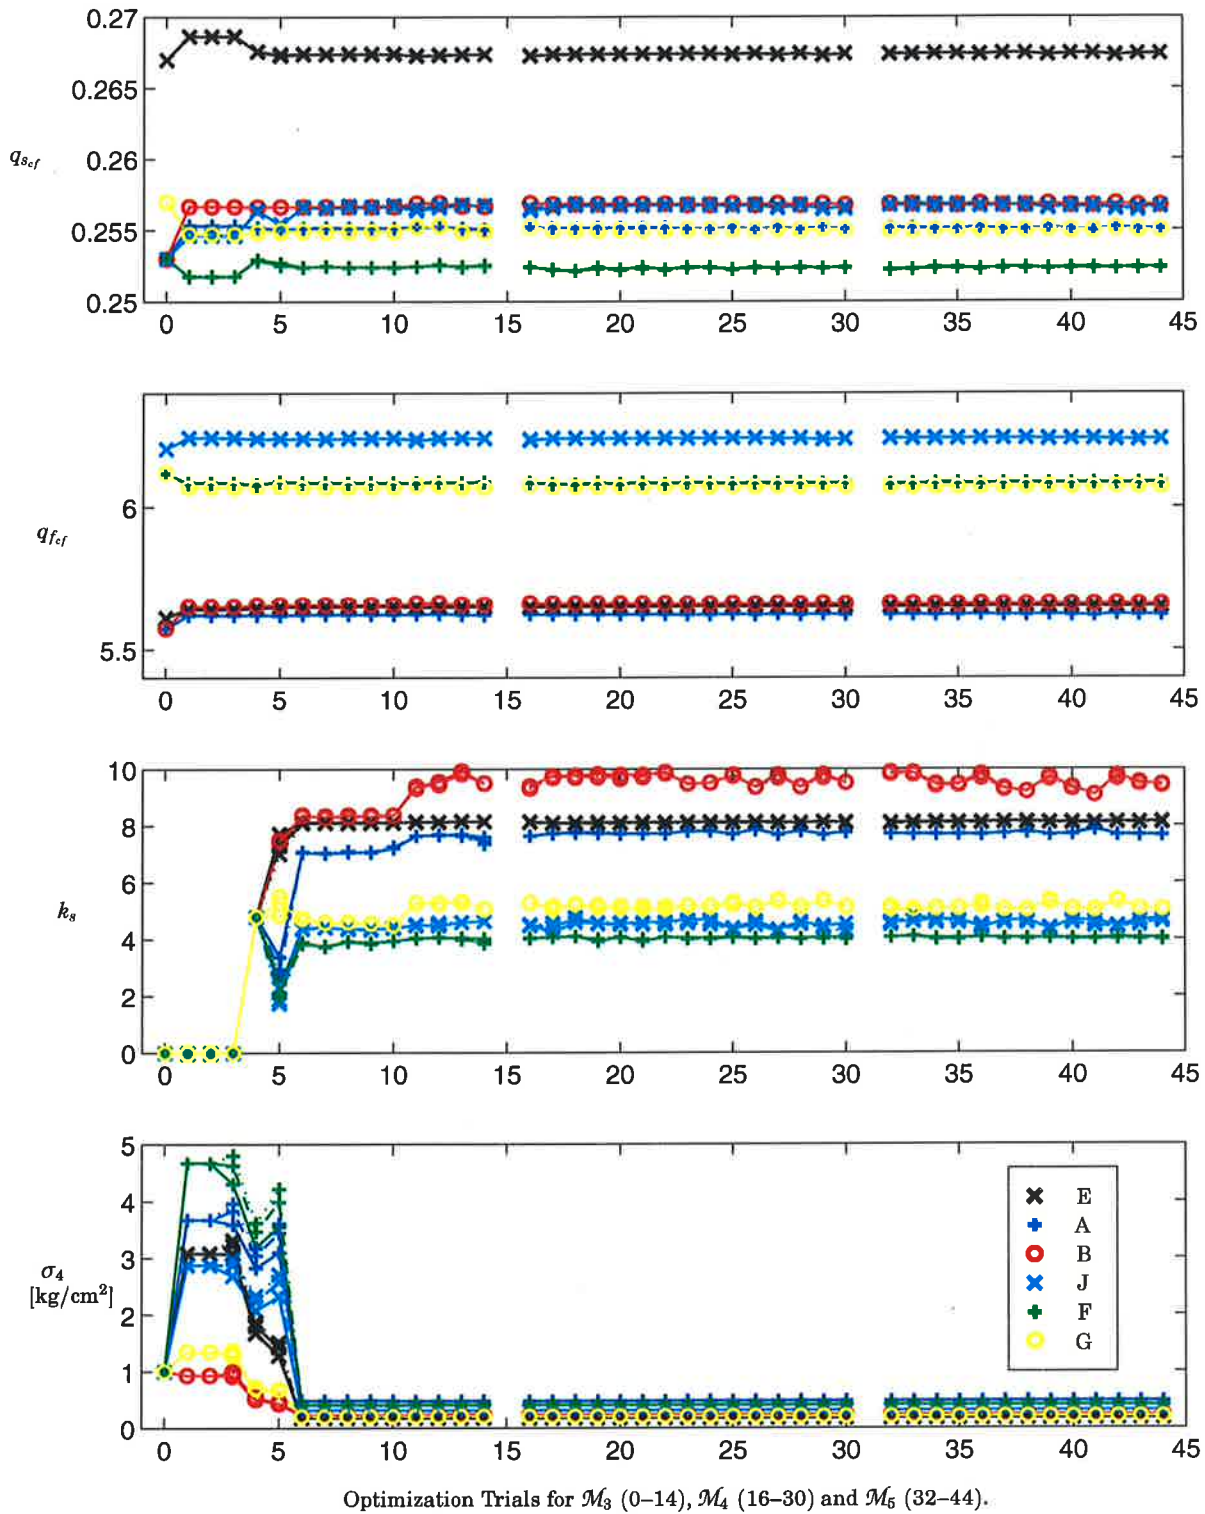 0.27
0.265
0.26
0.255
0.25
q_{s_{cf}}
0 5 10 15 20 25 30 35 40 45
6
5.5
q_{f_{cf}}
0 5 10 15 20 25 30 35 40 45
10
8
6
4
2
0
k_s
0 5 10 15 20 25 30 35 40 45
5
4
3
2
1
0
σ_4
[kg/cm²]
E
A
B
J
F
G
0 5 10 15 20 25 30 35 40 45
Optimization Trials for ℳ_3 (0–14), ℳ_4 (16–30) and ℳ_5 (32–44).